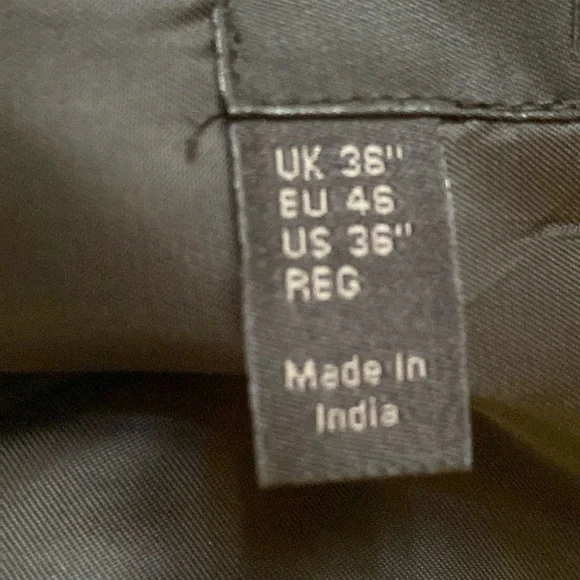 UK 36"
EU 46
US 36"
REG
Made in
India